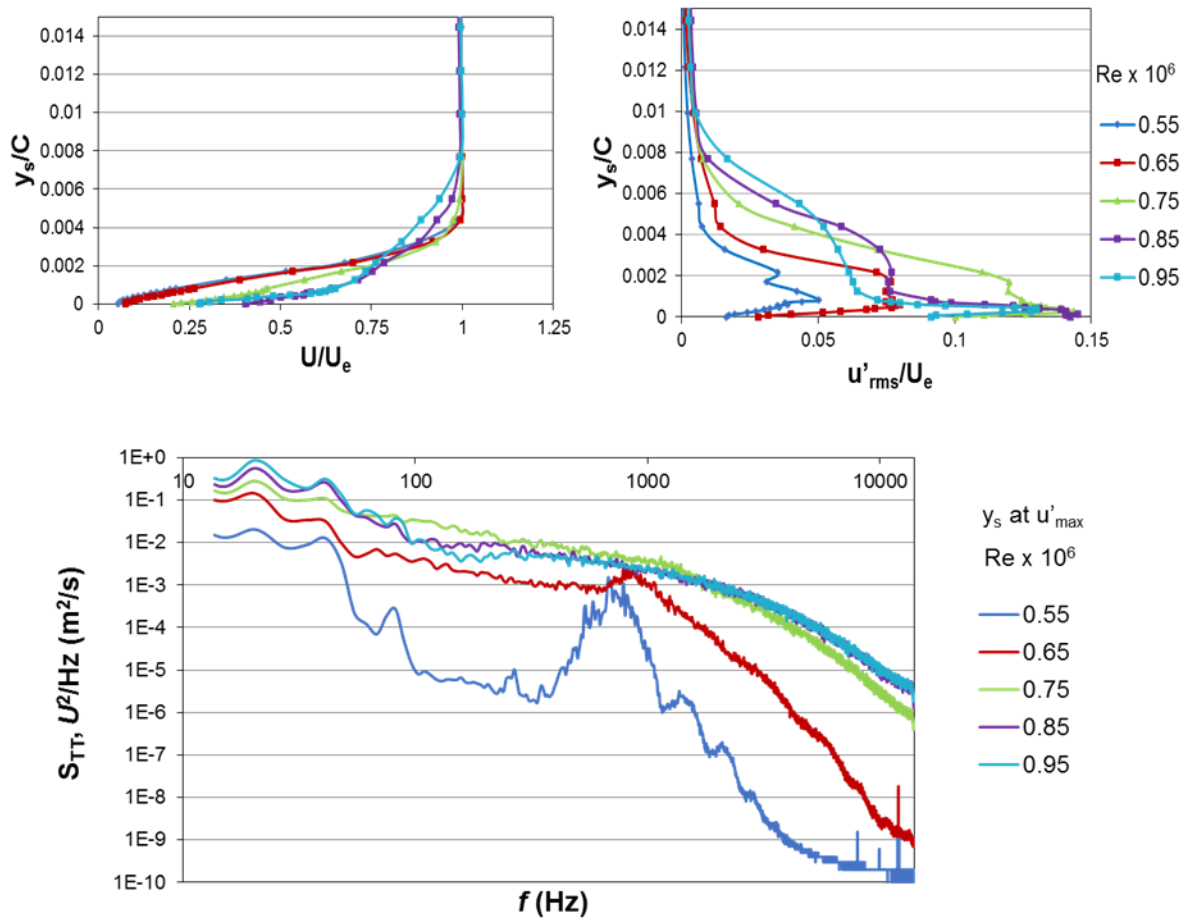 0.014
0.012
0.01
0.008
0.006
0.004
0.002
0
yₛ/C
0 0.25 0.5 0.75 1 1.25
U/Uₑ
0.014
0.012
0.01
0.008
0.006
0.004
0.002
0
yₛ/C
0 0.05 0.1 0.15
u'rms/Uₑ
Re x 10⁶
0.55
0.65
0.75
0.85
0.95
1E+0
1E-1
1E-2
1E-3
1E-4
1E-5
1E-6
1E-7
1E-8
1E-9
1E-10
10 100 1000 10000
S_TT, U²/Hz (m²/s)
f (Hz)
yₛ at u'max
Re x 10⁶
0.55
0.65
0.75
0.85
0.95